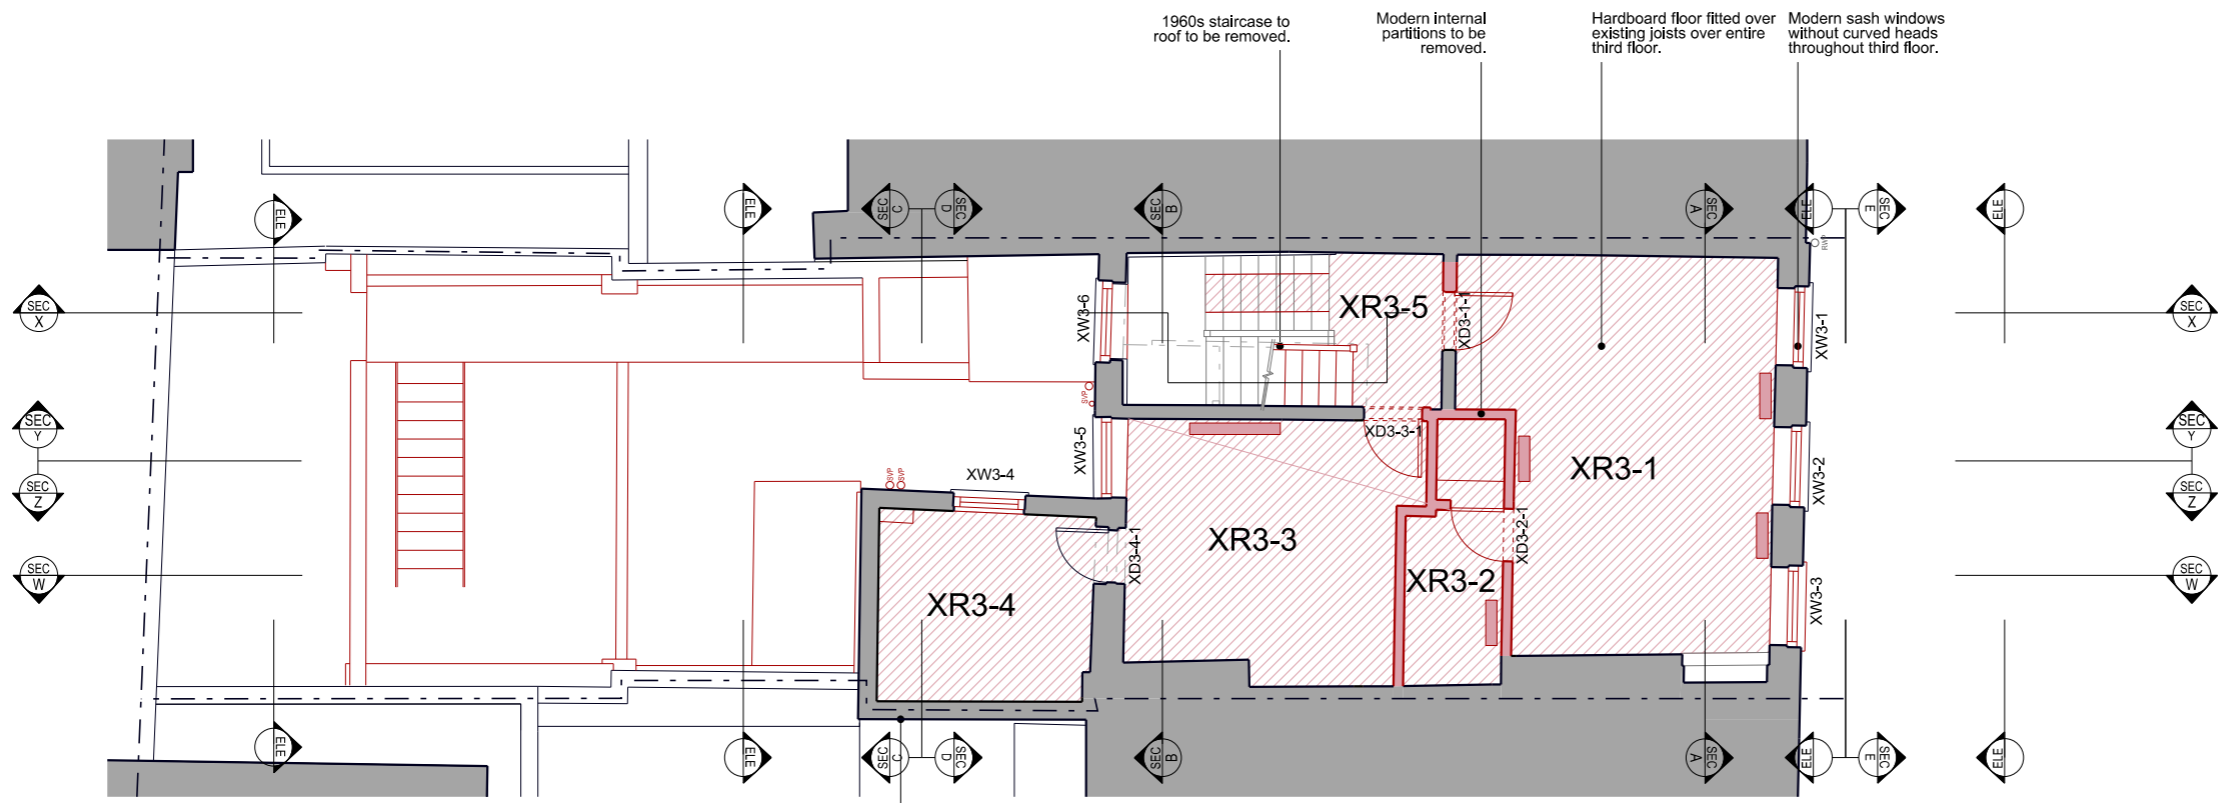 1960s staircase to
roof to be removed.
Modern internal
partitions to be
removed.
Hardboard floor fitted over
existing joists over entire
third floor.
Modern sash windows
without curved heads
throughout third floor.
ELE
ELE
SEC
C
D
SEC
SEC
B
A
SEC
ELE
E
SEC
ELE
RWP
SEC
X
XW3-6
XR3-5
XD3-1-1
XW3-1
SEC
X
SVP
SEC
Y
SEC
Z
XW3-5
XD3-3-1
XR3-1
XW3-2
SEC
Y
SEC
Z
SVP
SVP
XW3-4
XR3-3
XD3-4-1
XD3-2-1
SEC
W
XR3-4
XR3-2
XW3-3
SEC
W
ELE
ELE
SEC
C
D
SEC
SEC
B
A
SEC
ELE
E
SEC
ELE